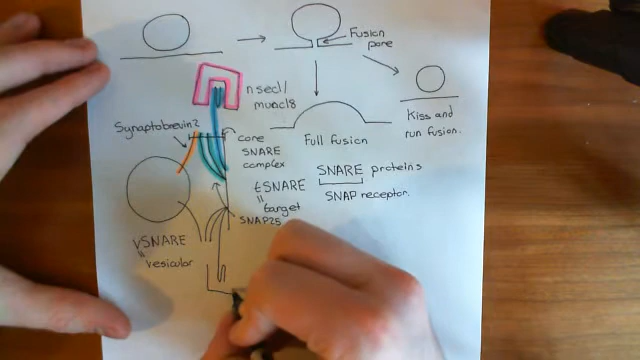 Fusion
pore
nsec1/
munc18
Kiss and
run fusion.
Synaptobrevin2
core
SNARE
complex
Full fusion
SNARE proteins
SNAP receptor.
tSNARE
target
SNAP25
vSNARE
vesicular